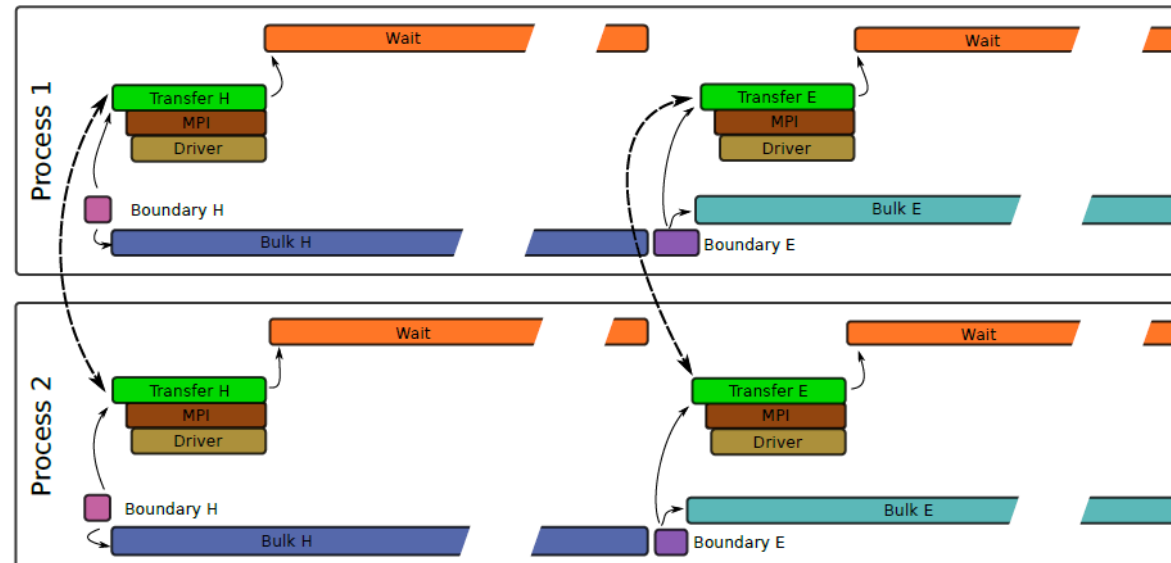 Process 1
Wait
Wait
Transfer H
MPI
Driver
Transfer E
MPI
Driver
Boundary H
Bulk H
Bulk E
Boundary E
Process 2
Wait
Wait
Transfer H
MPI
Driver
Transfer E
MPI
Driver
Boundary H
Bulk H
Bulk E
Boundary E